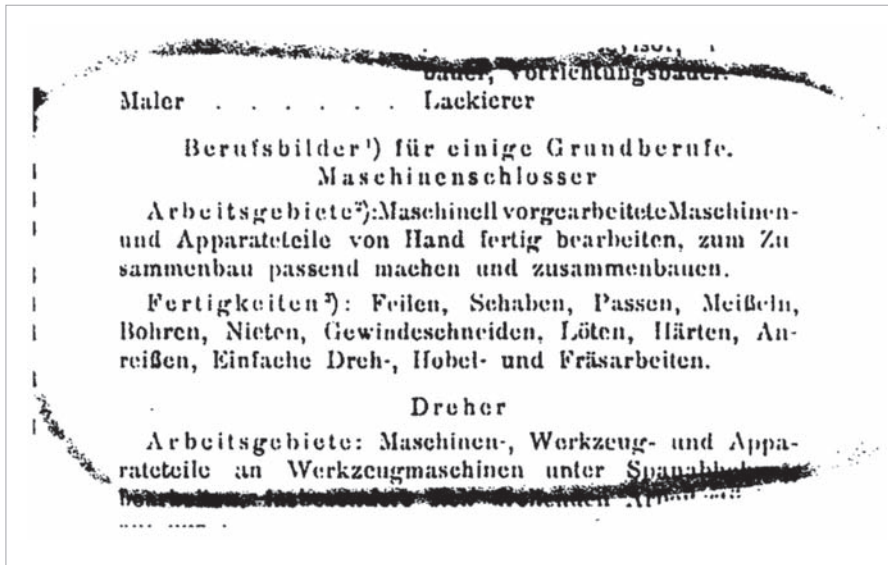 bauer, Vorrichtungsbauer.
Maler . . . . . . Lackierer
Berufsbilder¹) für einige Grundberufe.
Maschinenschlosser
Arbeitsgebiete²):Maschinell vorgearbeitete Maschinen-
und Apparateteile von Hand fertig bearbeiten, zum Zu
sammenbau passend machen und zusammenbauen.
Fertigkeiten³): Feilen, Schaben, Passen, Meißeln,
Bohren, Nieten, Gewindeschneiden, Löten, Härten, An-
reißen, Einfache Dreh-, Hobel- und Fräsarbeiten.
Dreher
Arbeitsgebiete: Maschinen-, Werkzeug- und Appa-
rateteile an Werkzeugmaschinen unter